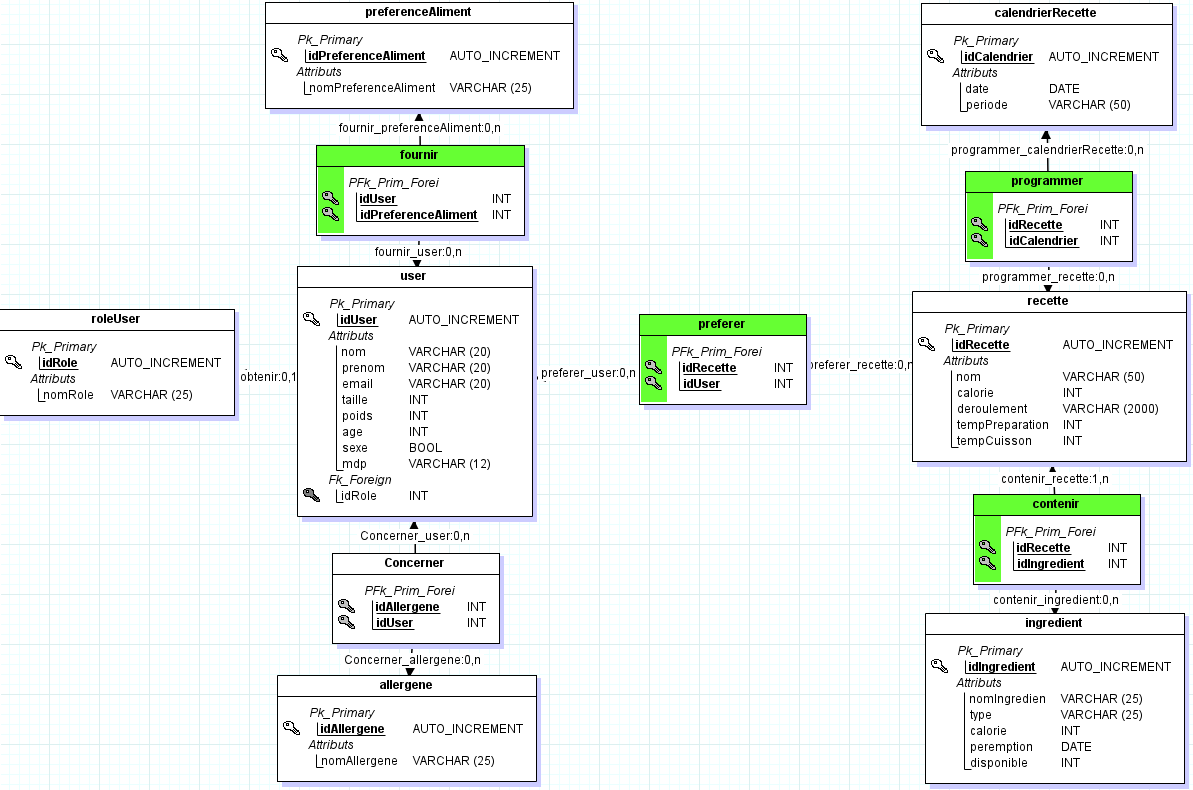 preferenceAliment
Pk_Primary
idPreferenceAliment AUTO_INCREMENT
Attributs
nomPreferenceAliment VARCHAR (25)
fournir_preferenceAliment:0,n
fournir
PFk_Prim_Forei
idUser INT
idPreferenceAliment INT
fournir_user:0,n
user
Pk_Primary
idUser AUTO_INCREMENT
Attributs
nom VARCHAR (20)
prenom VARCHAR (20)
email VARCHAR (20)
taille INT
poids INT
age INT
sexe BOOL
mdp VARCHAR (12)
Fk_Foreign
idRole INT
roleUser
Pk_Primary
idRole AUTO_INCREMENT
Attributs
nomRole VARCHAR (25)
obtenir:0,1
Concerner_user:0,n
Concerner
PFk_Prim_Forei
idAllergene INT
idUser INT
Concerner_allergene:0,n
allergene
Pk_Primary
idAllergene AUTO_INCREMENT
Attributs
nomAllergene VARCHAR (25)
preferer_user:0,n
preferer
PFk_Prim_Forei
idRecette INT
idUser INT
preferer_recette:0,n
calendrierRecette
Pk_Primary
idCalendrier AUTO_INCREMENT
Attributs
date DATE
periode VARCHAR (50)
programmer_calendrierRecette:0,n
programmer
PFk_Prim_Forei
idRecette INT
idCalendrier INT
programmer_recette:0,n
recette
Pk_Primary
idRecette AUTO_INCREMENT
Attributs
nom VARCHAR (50)
calorie INT
deroulement VARCHAR (2000)
tempPreparation INT
tempCuisson INT
contenir_recette:1,n
contenir
PFk_Prim_Forei
idRecette INT
idIngredient INT
contenir_ingredient:0,n
ingredient
Pk_Primary
idIngredient AUTO_INCREMENT
Attributs
nomIngredien VARCHAR (25)
type VARCHAR (25)
calorie INT
peremption DATE
disponible INT